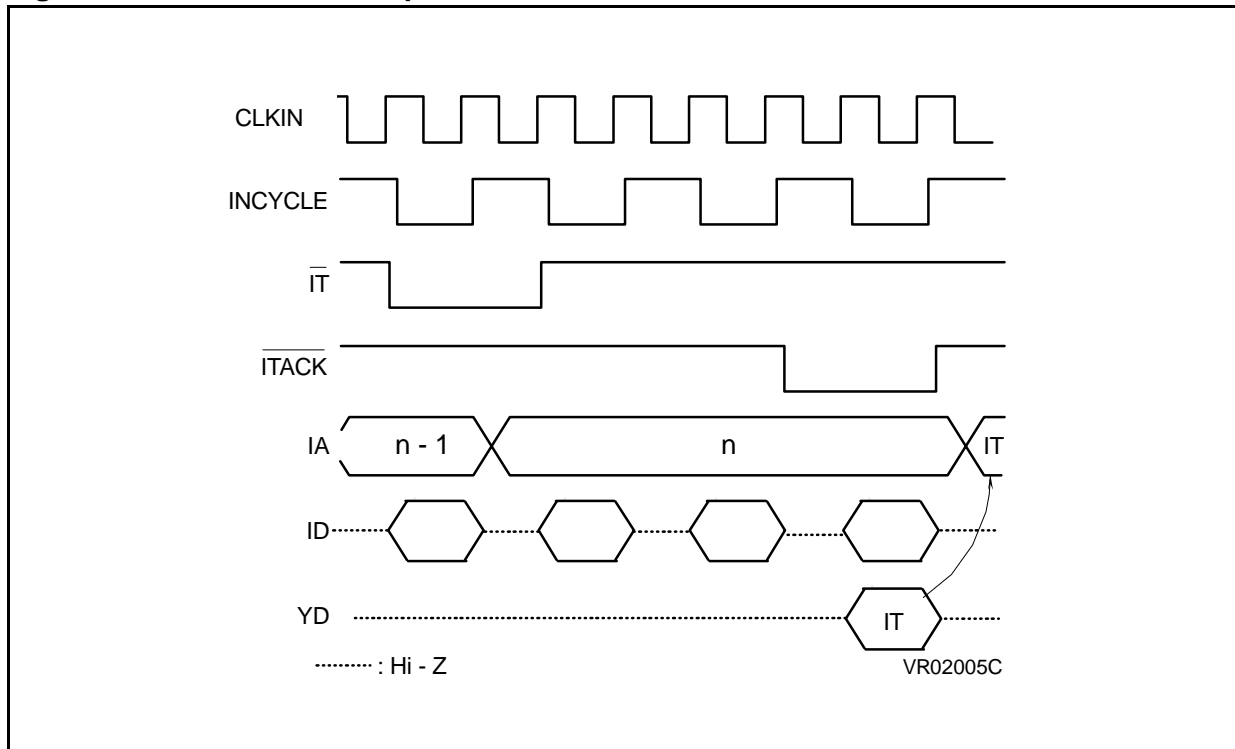 CLKIN
INCYCLE
IT
ITACK
IA n - 1 n IT
ID
YD IT
: Hi - Z VR02005C